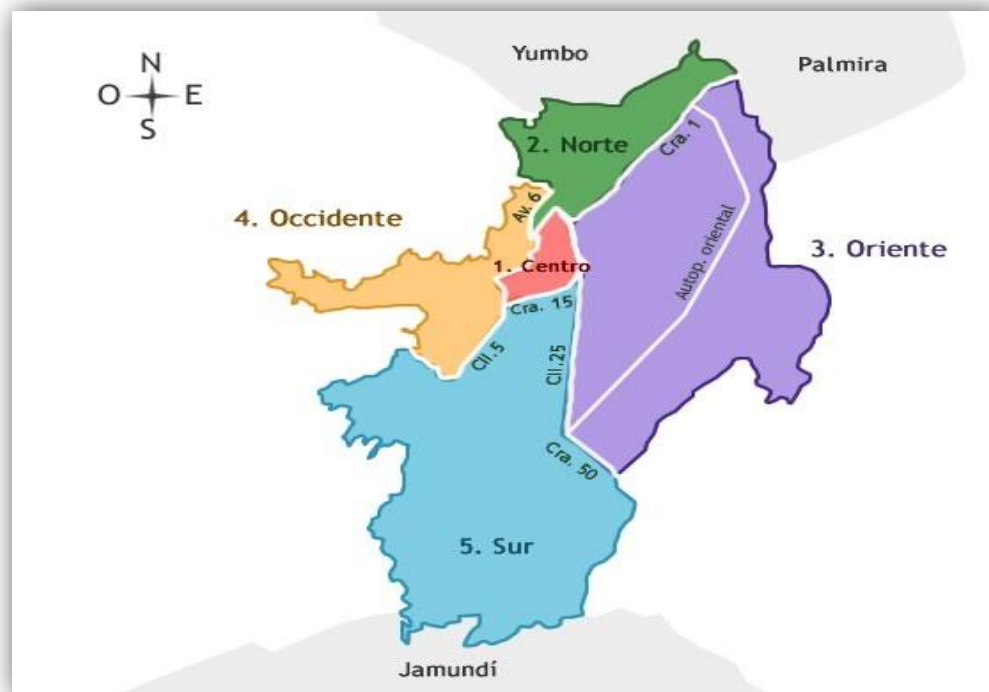 Yumbo
Palmira
N
O E
S
2. Norte
Cra. 1
4. Occidente
Av. 6
3. Oriente
1. Centro
Autop. oriental
Cra. 15
Cll.5
Cll.25
Cra. 50
5. Sur
Jamundí